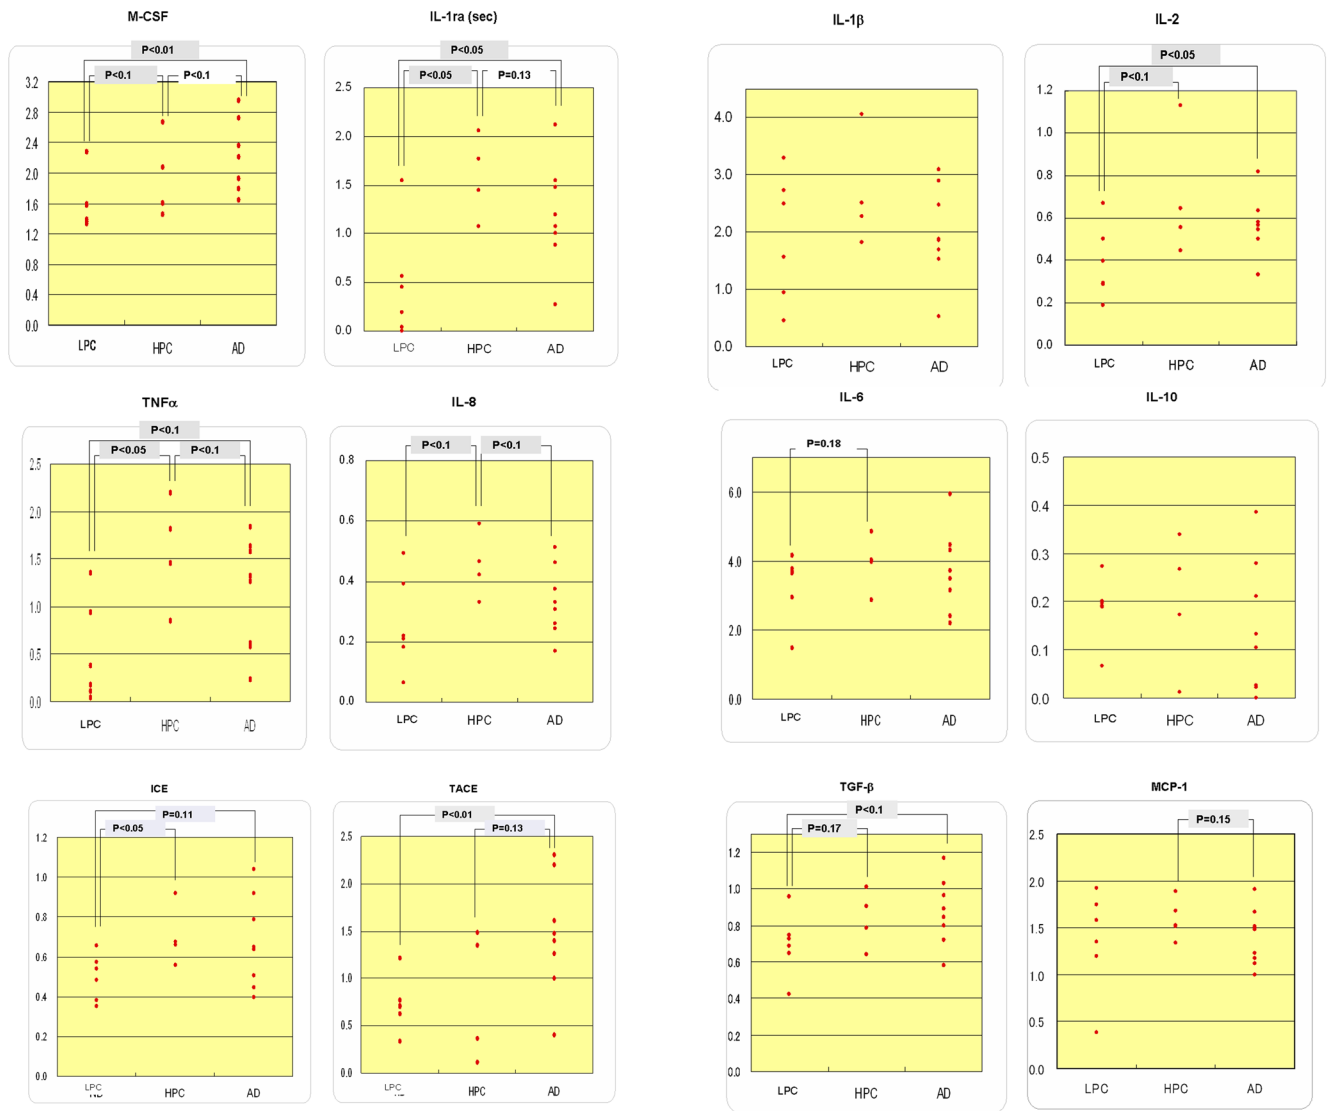 M-CSF
P<0.01
P<0.1 P<0.1
3.2
2.8
2.4
2.0
1.6
1.2
0.8
0.4
0.0
LPC HPC AD
IL-1ra (sec)
P<0.05
P<0.05 P=0.13
2.5
2.0
1.5
1.0
0.5
0.0
LPC HPC AD
IL-1β
4.0
3.0
2.0
1.0
0.0
LPC HPC AD
IL-2
P<0.05
P<0.1
1.2
1.0
0.8
0.6
0.4
0.2
0.0
LPC HPC AD
TNFα
P<0.1
P<0.05 P<0.1
2.5
2.0
1.5
1.0
0.5
0.0
LPC HPC AD
IL-8
P<0.1 P<0.1
0.8
0.6
0.4
0.2
0.0
LPC HPC AD
IL-6
P=0.18
6.0
4.0
2.0
0.0
LPC HPC AD
IL-10
0.5
0.4
0.3
0.2
0.1
0.0
LPC HPC AD
ICE
P=0.11
P<0.05
1.2
1.0
0.8
0.6
0.4
0.2
0.0
LPC HPC AD
TACE
P<0.01
P=0.13
2.5
2.0
1.5
1.0
0.5
0.0
LPC HPC AD
TGF-β
P<0.1
P=0.17
1.2
1.0
0.8
0.6
0.4
0.2
0.0
LPC HPC AD
MCP-1
P=0.15
2.5
2.0
1.5
1.0
0.5
0.0
LPC HPC AD